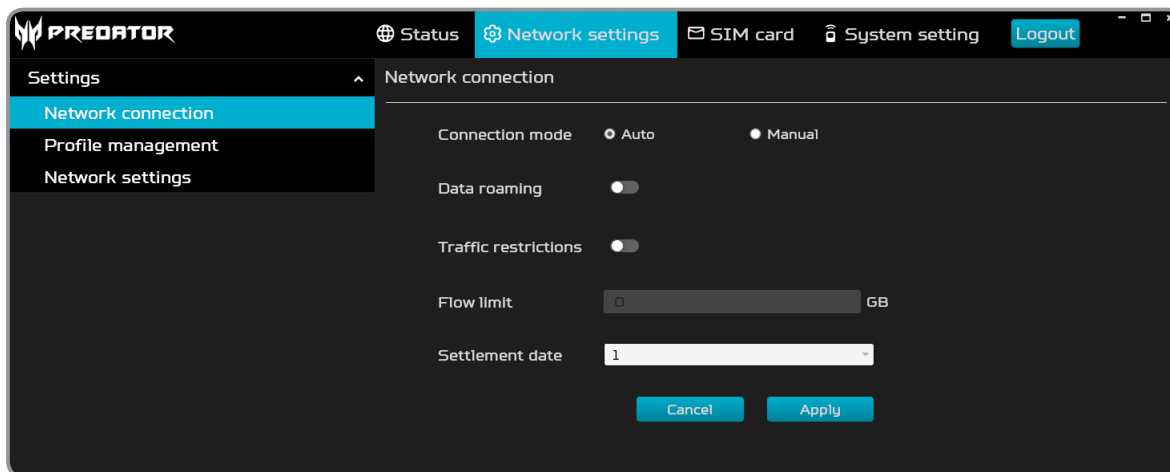 PREDATOR
Status Network settings SIM card System setting Logout
Settings
Network connection
Profile management
Network settings
Network connection
Connection mode Auto Manual
Data roaming
Traffic restrictions
Flow limit 0 GB
Settlement date 1
Cancel Apply